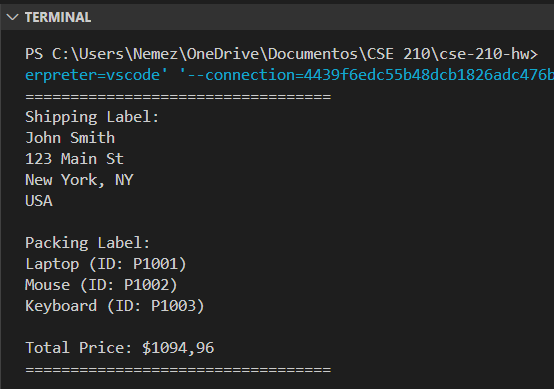 TERMINAL
PS C:\Users\Nemez\OneDrive\Documentos\CSE 210\cse-210-hw>
erpreter=vscode' '--connection=4439f6edc55b48dcb1826adc476b
==================================
Shipping Label:
John Smith
123 Main St
New York, NY
USA
Packing Label:
Laptop (ID: P1001)
Mouse (ID: P1002)
Keyboard (ID: P1003)
Total Price: $1094,96
==================================